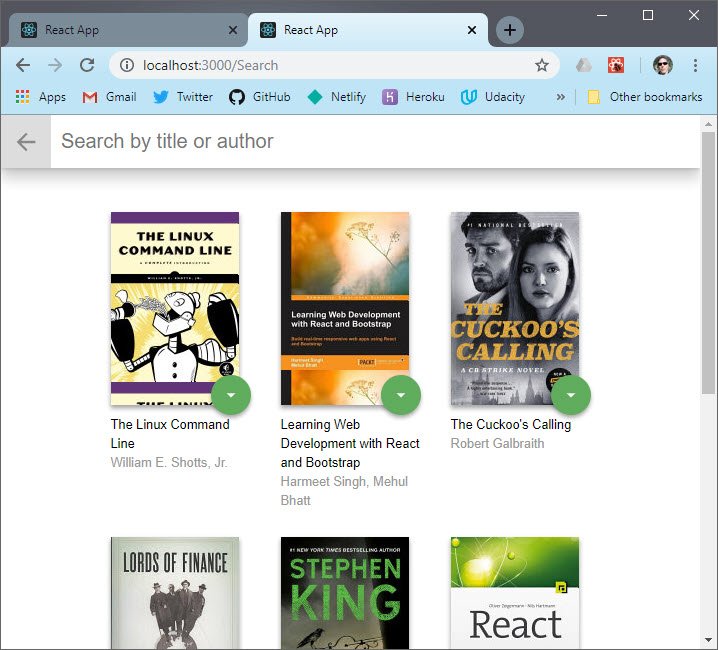 React App
React App
localhost:3000/Search
Apps
Gmail
Twitter
GitHub
Netlify
Heroku
Udacity
»
Other bookmarks
Search by title or author
THE LINUX
COMMAND LINE
A COMPLETE INTRODUCTION
WILLIAM E. SHOTTS, JR.
THE LINUX
The Linux Command
Line
William E. Shotts, Jr.
Community Experience Distilled
Learning Web Development
with React and Bootstrap
Build real-time responsive web apps using React
and Bootstrap
Harmeet Singh
Mehul Bhatt
PACKT
Learning Web
Development with React
and Bootstrap
Harmeet Singh, Mehul
Bhatt
#1 NATIONAL BESTSELLER
THE
CUCKOO'S
CALLING
A CB STRIKE NOVEL
The Cuckoo's Calling
Robert Galbraith
LORDS OF FINANCE
#1 NEW YORK TIMES BESTSELLING AUTHOR
STEPHEN
KING
Oliver Zeigermann · Nils Hartmann
React